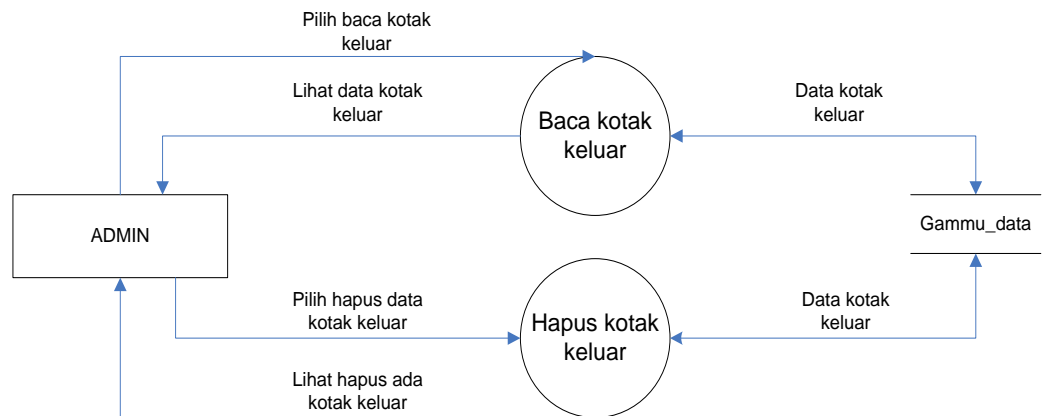 Pilih baca kotak
keluar
Lihat data kotak
keluar
Baca kotak
keluar
Data kotak
keluar
ADMIN
Gammu_data
Pilih hapus data
kotak keluar
Hapus kotak
keluar
Data kotak
keluar
Lihat hapus ada
kotak keluar